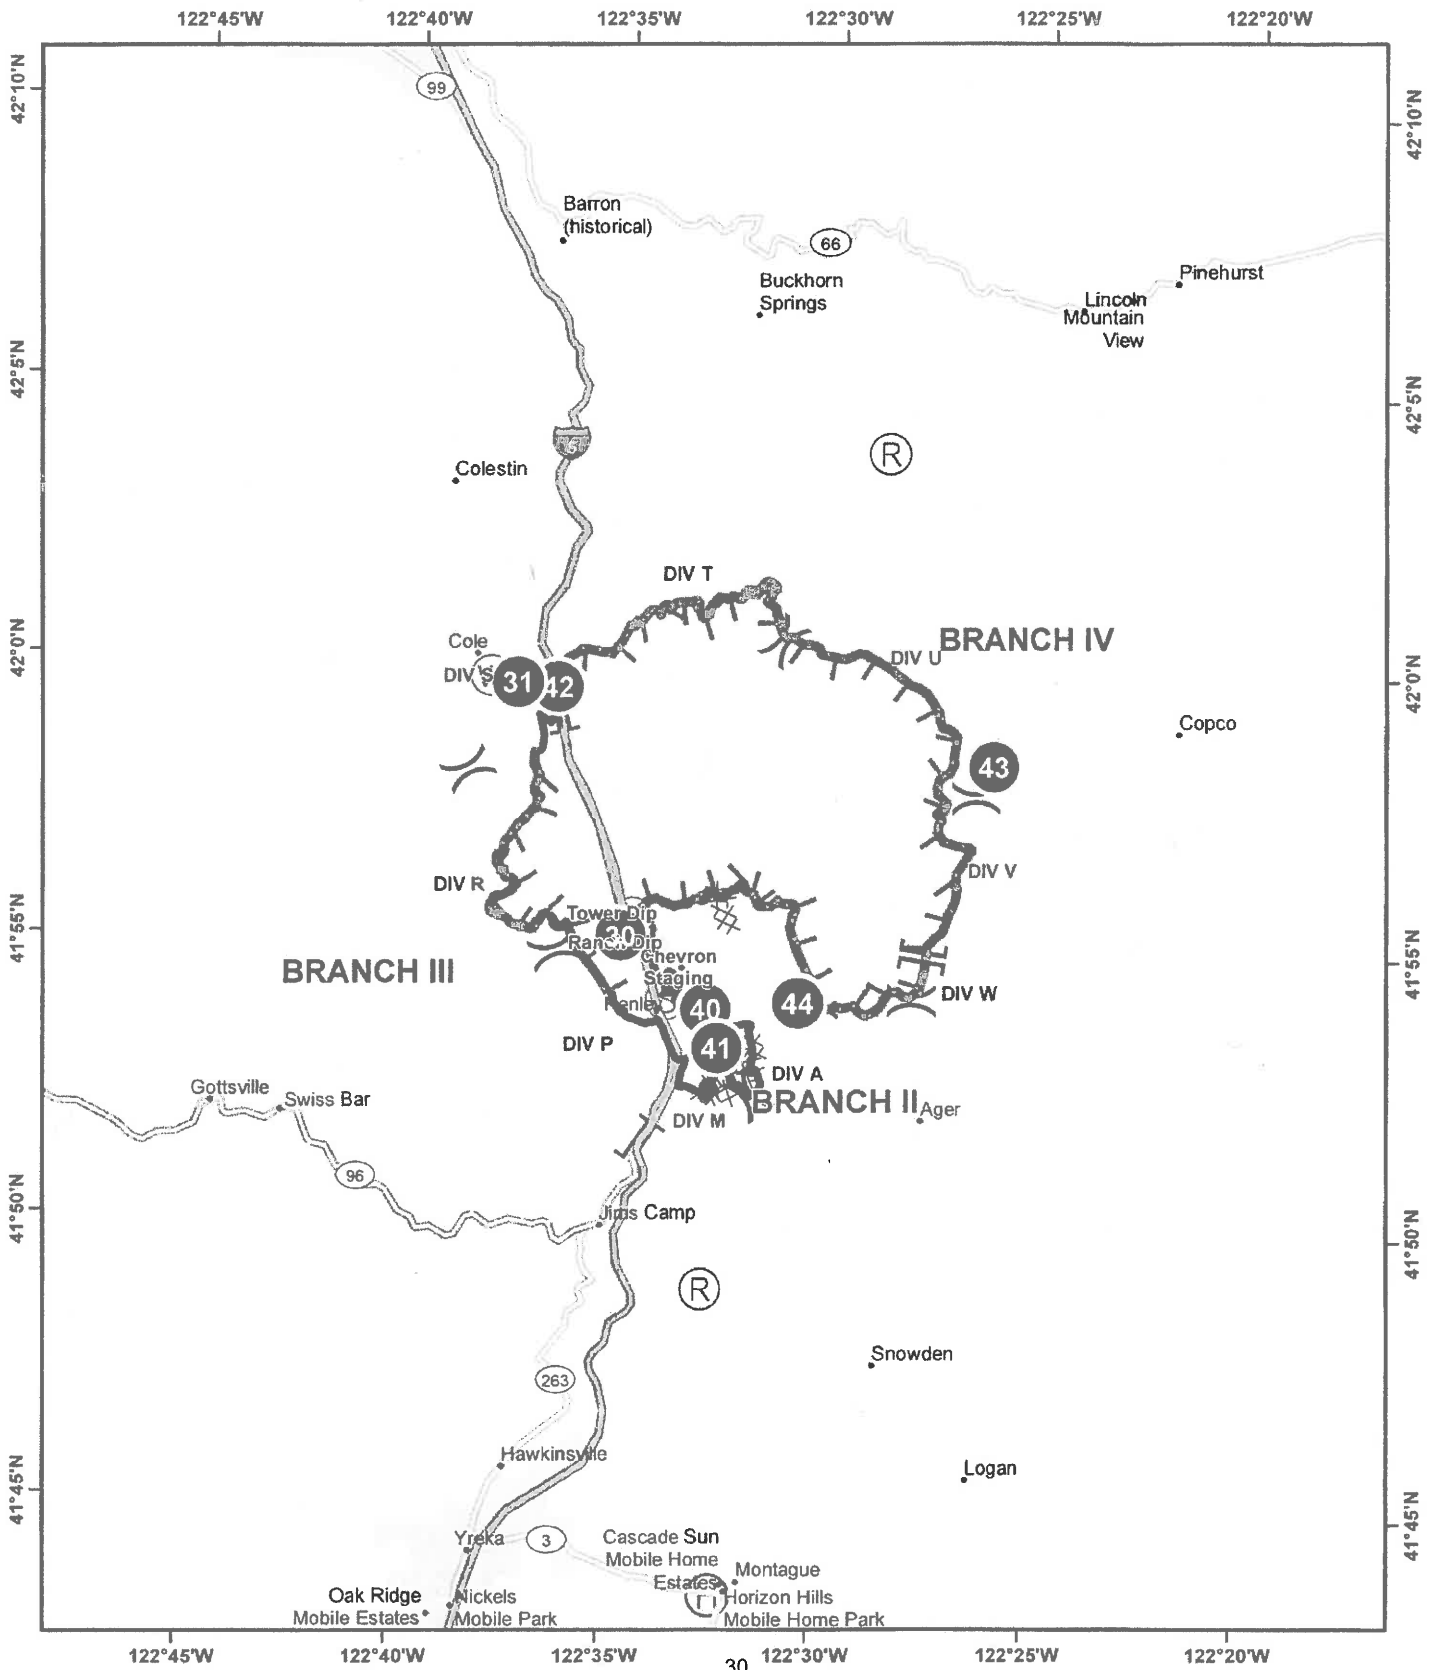 122°45'W
122°40'W
122°35'W
122°30'W
122°25'W
122°20'W
42°10'N
42°10'N
99
Barron
(historical)
66
Buckhorn
Springs
Pinehurst
Lincoln
Mountain
View
42°5'N
42°5'N
5
R
Colestin
DIV T
BRANCH IV
Cole
DIV U
42°0'N
42°0'N
DIV S
31
42
Copco
43
DIV R
DIV V
41°55'N
41°55'N
Tower Dip
30
Ranch Dip
Chevron
Staging
BRANCH III
Henley
40
44
DIV W
DIV P
41
DIV A
BRANCH II
Ager
DIV M
Gottsville
Swiss Bar
96
41°50'N
41°50'N
Jims Camp
R
Snowden
263
Hawkinsville
Logan
41°45'N
41°45'N
Yreka
3
Cascade Sun
Mobile Home
Estates
Montague
Horizon Hills
Mobile Home Park
Oak Ridge
Mobile Estates
Nickels
Mobile Park
122°45'W
122°40'W
122°35'W
122°30'W
122°25'W
122°20'W
30